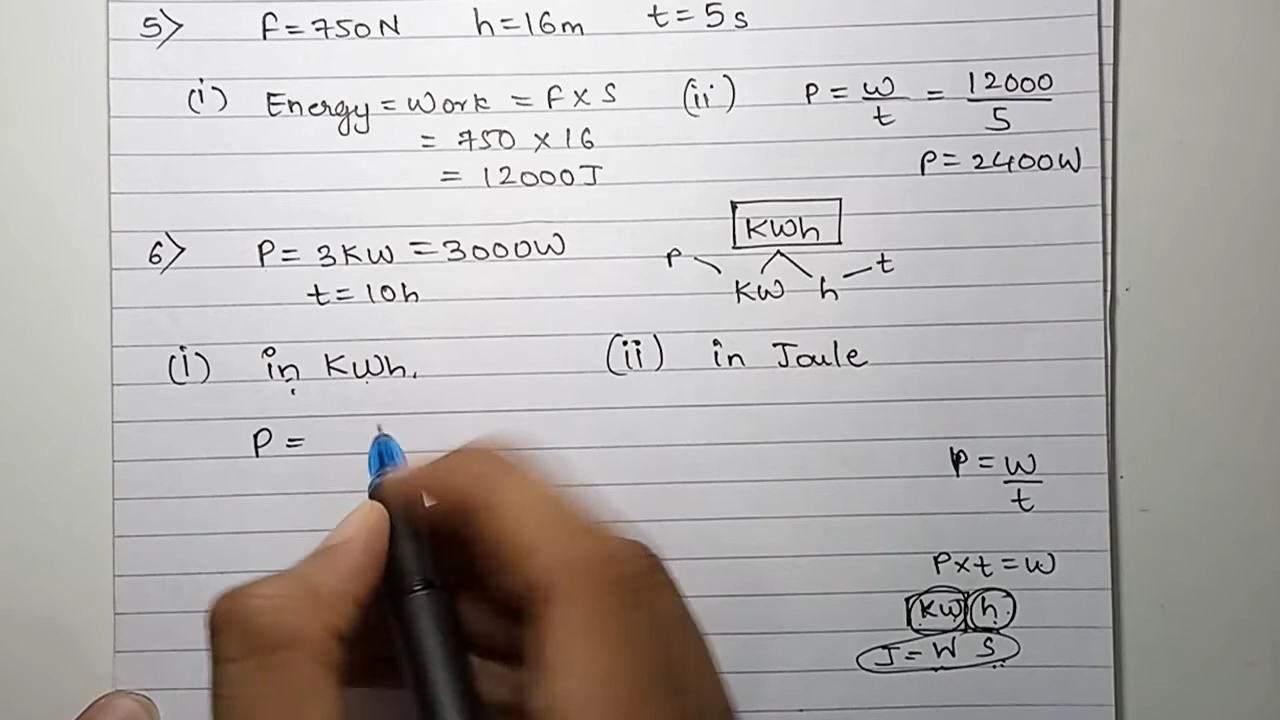 5) F=750N h=16m t=5s
(i) Energy = Work = F x S (ii) P = W/t = 12000/5
= 750 x 16
= 12000J P=2400W
6) P= 3KW =3000W KWh
t=10h P KW h t
(i) in KWh. (ii) in Joule
P =
P = W/t
Pxt=W
KW h
J=W S